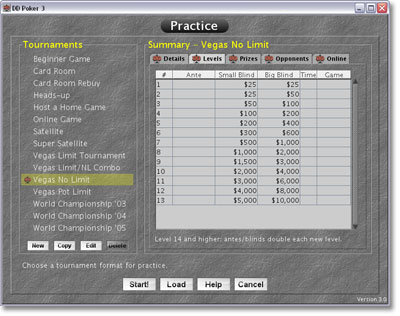 DD Poker 3
Practice
Tournaments
Beginner Game
Card Room
Card Room Rebuy
Heads-up
Host a Home Game
Online Game
Satellite
Super Satellite
Vegas Limit Tournament
Vegas Limit/NL Combo
Vegas No Limit
Vegas Pot Limit
World Championship '03
World Championship '04
World Championship '05
New Copy Edit Delete
Summary - Vegas No Limit
Details Levels Prizes Opponents Online
# Ante Small Blind Big Blind Time Game
1 $25 $25
2 $25 $50
3 $50 $100
4 $100 $200
5 $200 $400
6 $300 $600
7 $500 $1,000
8 $1,000 $2,000
9 $1,500 $3,000
10 $2,000 $4,000
11 $3,000 $6,000
12 $4,000 $8,000
13 $5,000 $10,000
Level 14 and higher: antes/blinds double each new level.
Choose a tournament format for practice.
Start! Load Help Cancel
Version 3.0